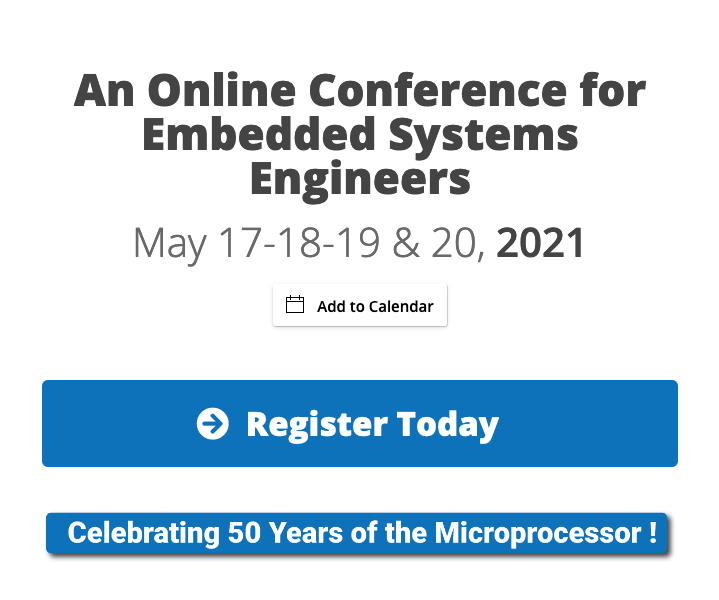 An Online Conference for
Embedded Systems
Engineers
May 17-18-19 & 20, 2021
Add to Calendar
Register Today
Celebrating 50 Years of the Microprocessor !